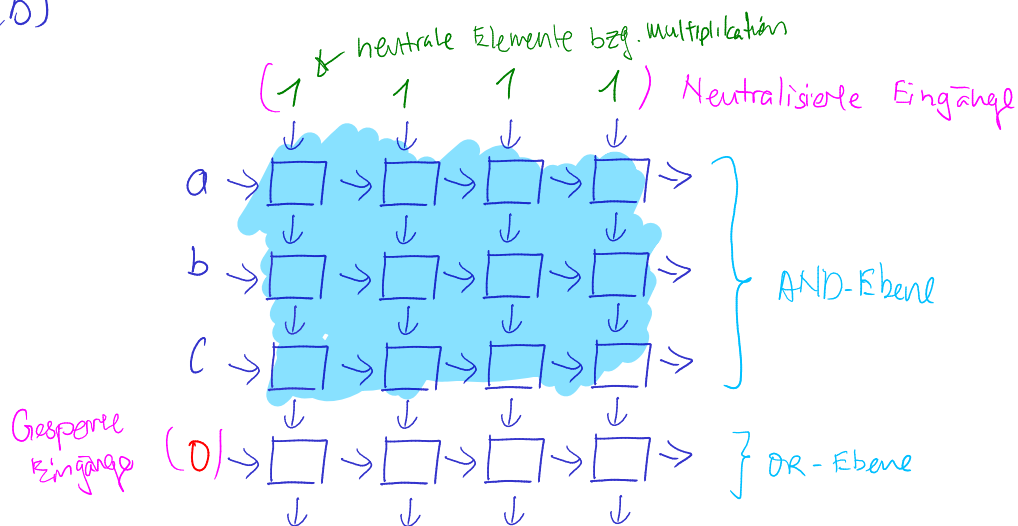 b)
neutrale Elemente bzg. multiplikation
(1 1 1 1) Neutralisierte Eingänge
a
b
AND-Ebene
c
Gesperrte
Eingänge (0) OR-Ebene